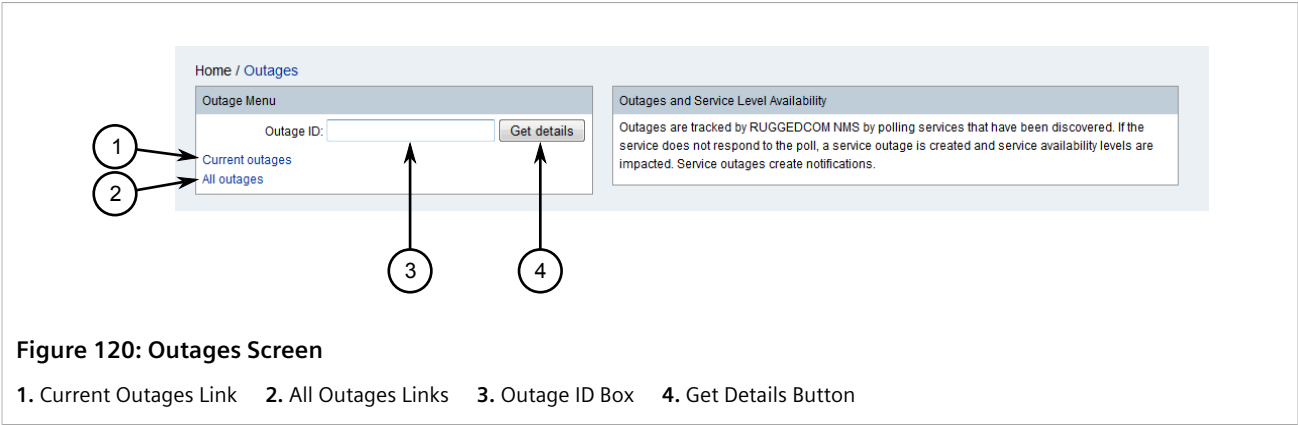 Home / Outages
Outage Menu
Outage ID:
Get details
Current outages
All outages
Outages and Service Level Availability
Outages are tracked by RUGGEDCOM NMS by polling services that have been discovered. If the
service does not respond to the poll, a service outage is created and service availability levels are
impacted. Service outages create notifications.
1
2
3
4
Figure 120: Outages Screen
1. Current Outages Link 2. All Outages Links 3. Outage ID Box 4. Get Details Button